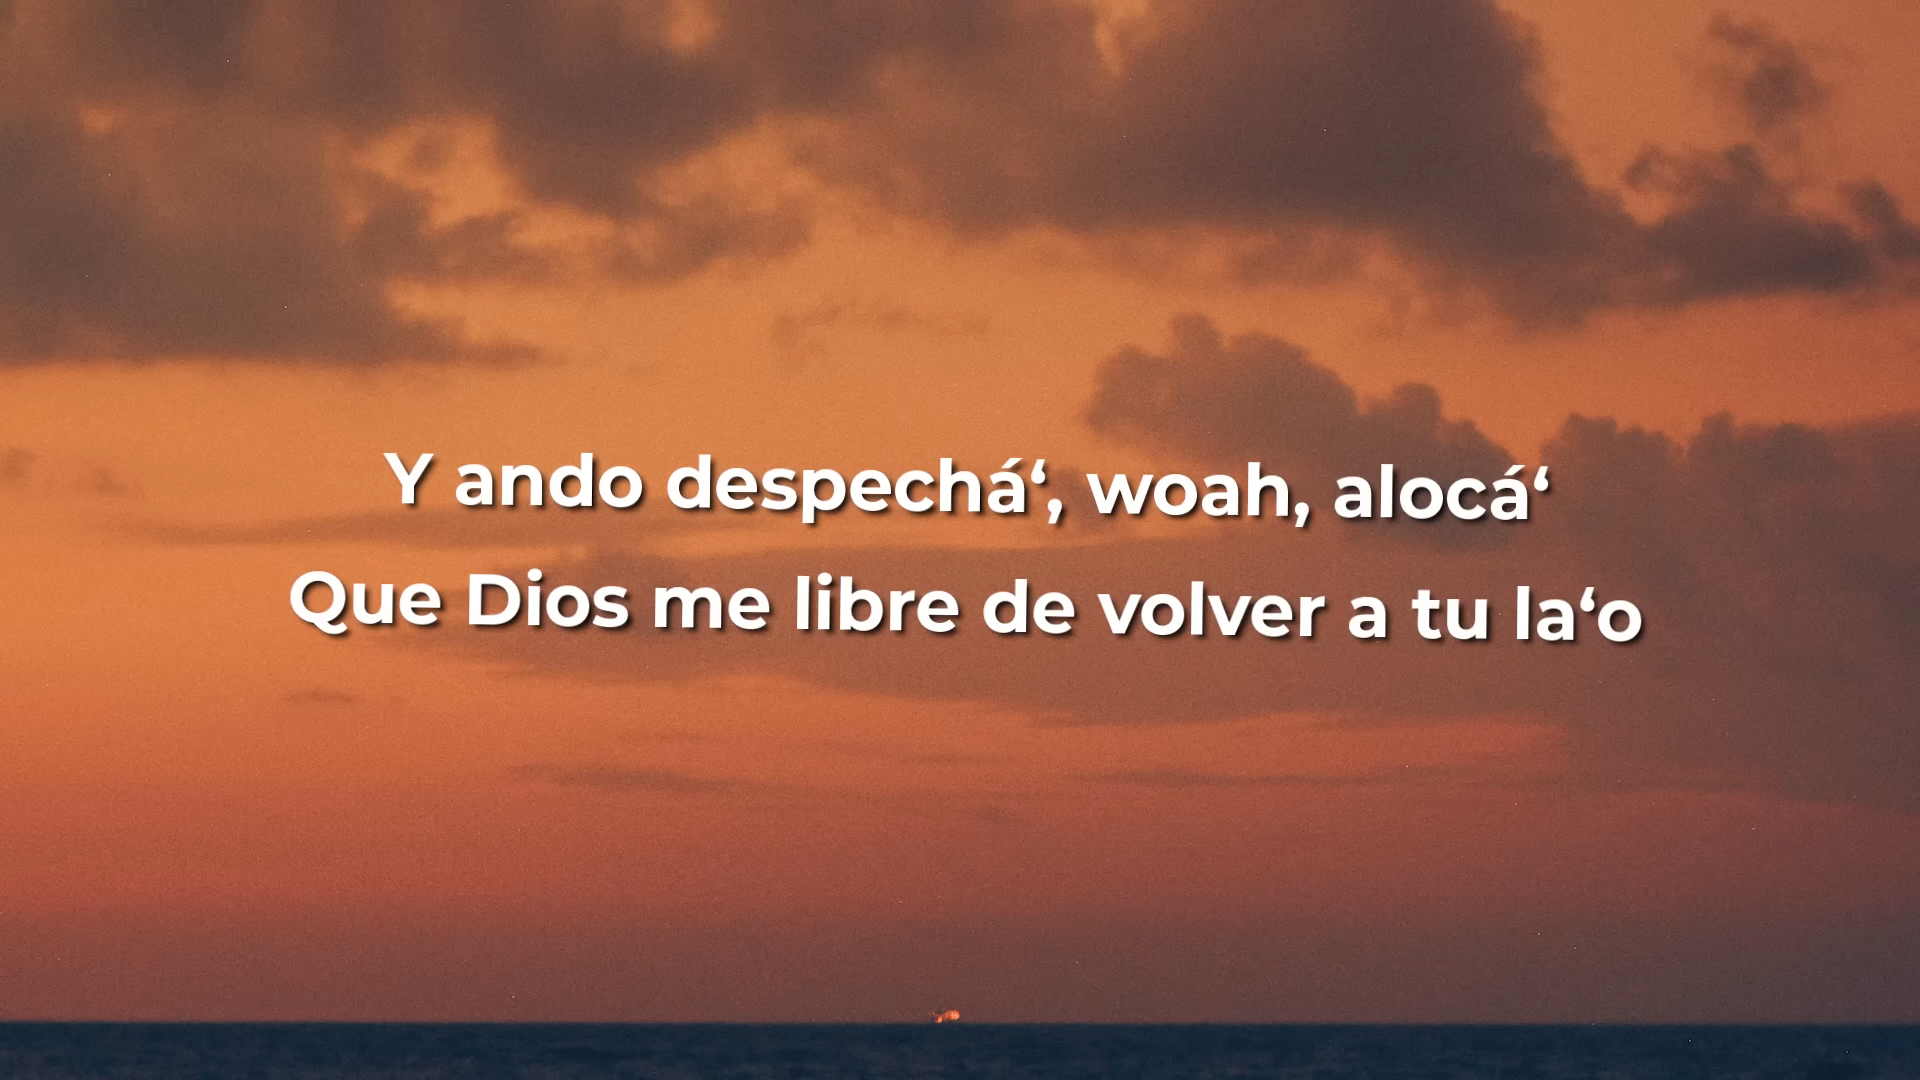 Y ando despechá‘, woah, alocá‘
Que Dios me libre de volver a tu la‘o